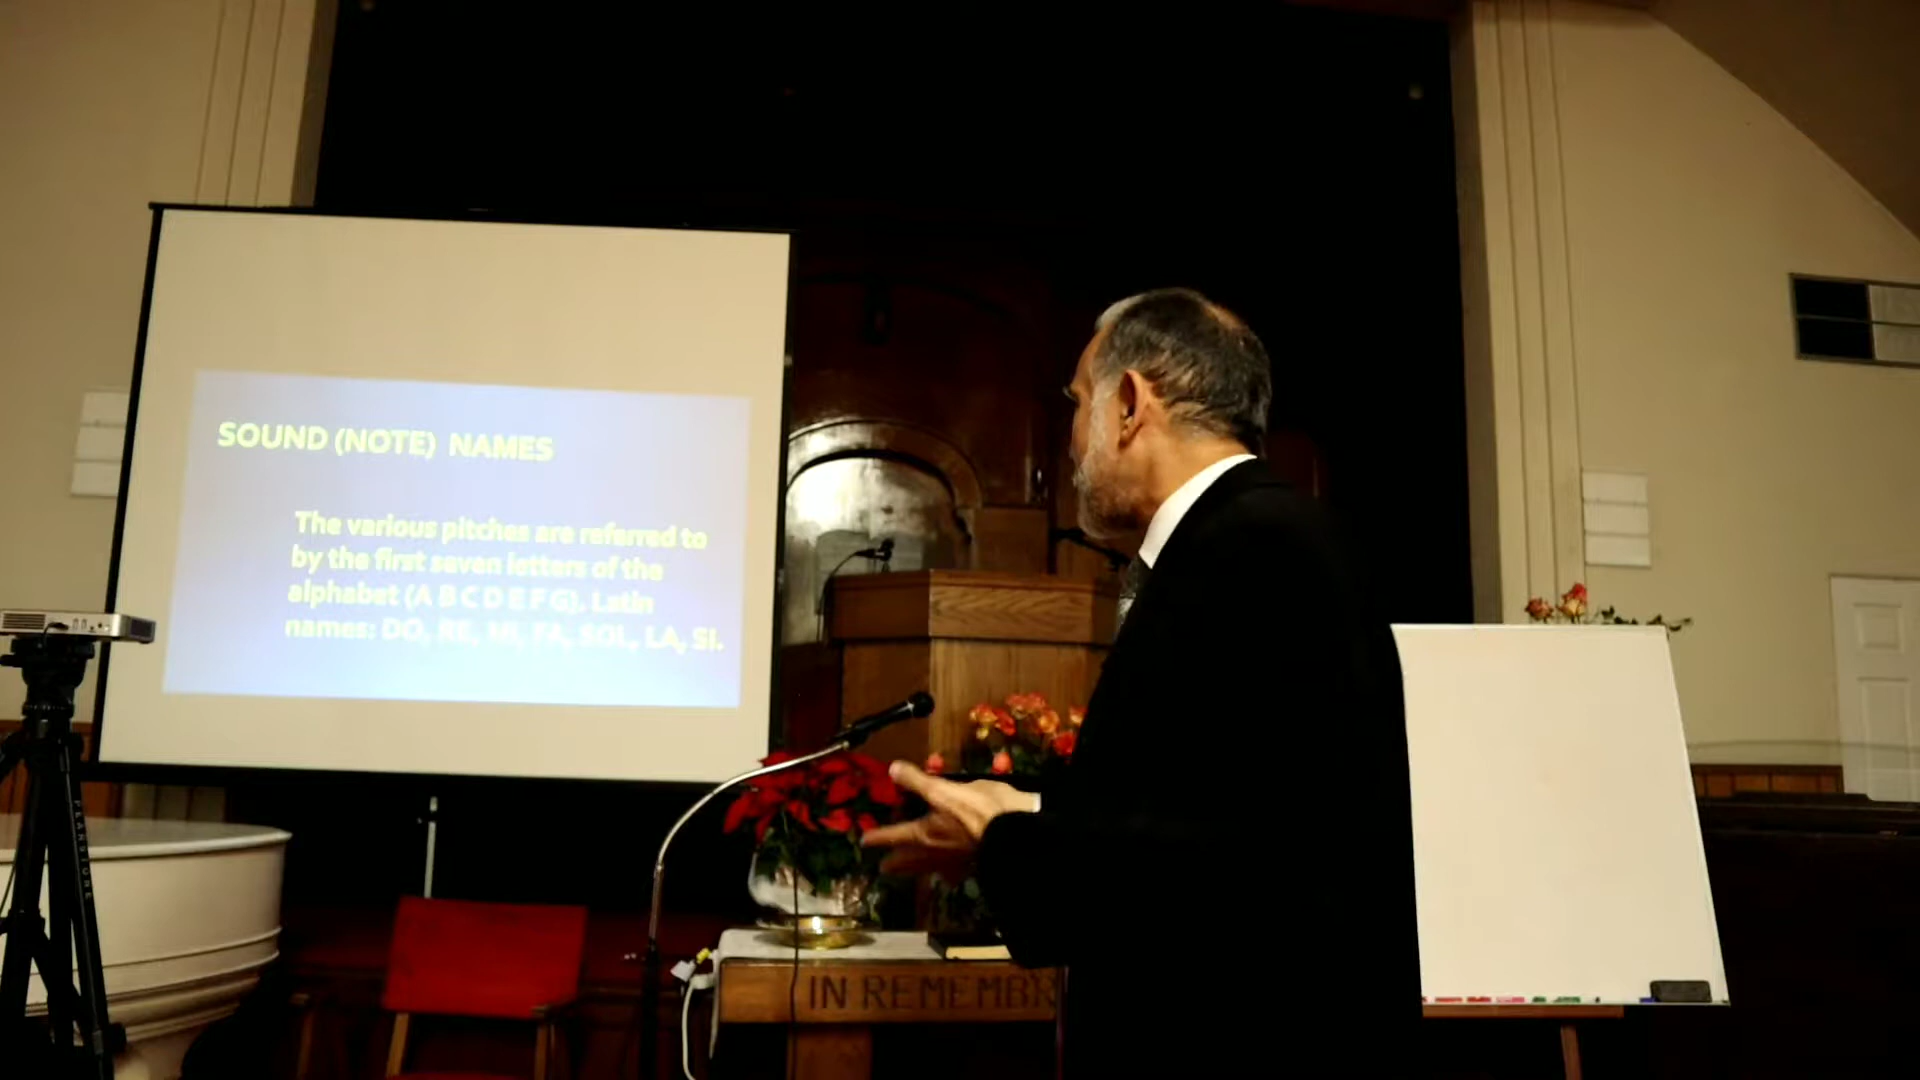 SOUND (NOTE) NAMES
The various pitches are referred to
by the first seven letters of the
alphabet (A B C D E F G). Latin
names: DO, RE, MI, FA, SOL, LA, SI.
IN REMEMBR
PEARSTONE